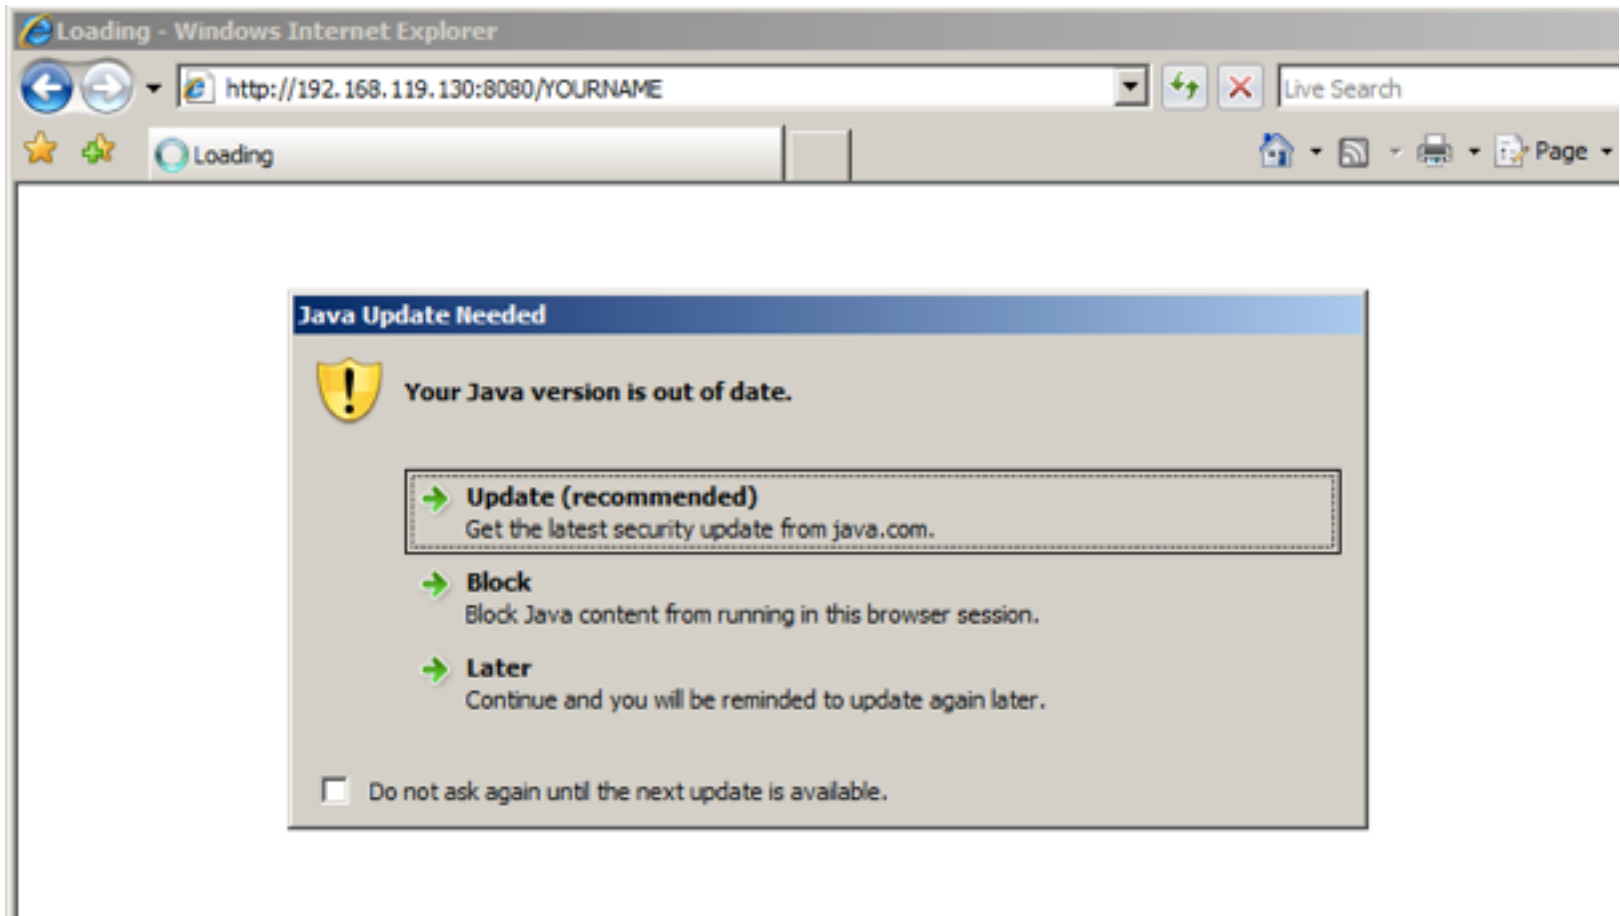 Loading - Windows Internet Explorer
http://192.168.119.130:8080/YOURNAME
Live Search
Loading
Page
Java Update Needed
Your Java version is out of date.
Update (recommended)
Get the latest security update from java.com.
Block
Block Java content from running in this browser session.
Later
Continue and you will be reminded to update again later.
Do not ask again until the next update is available.